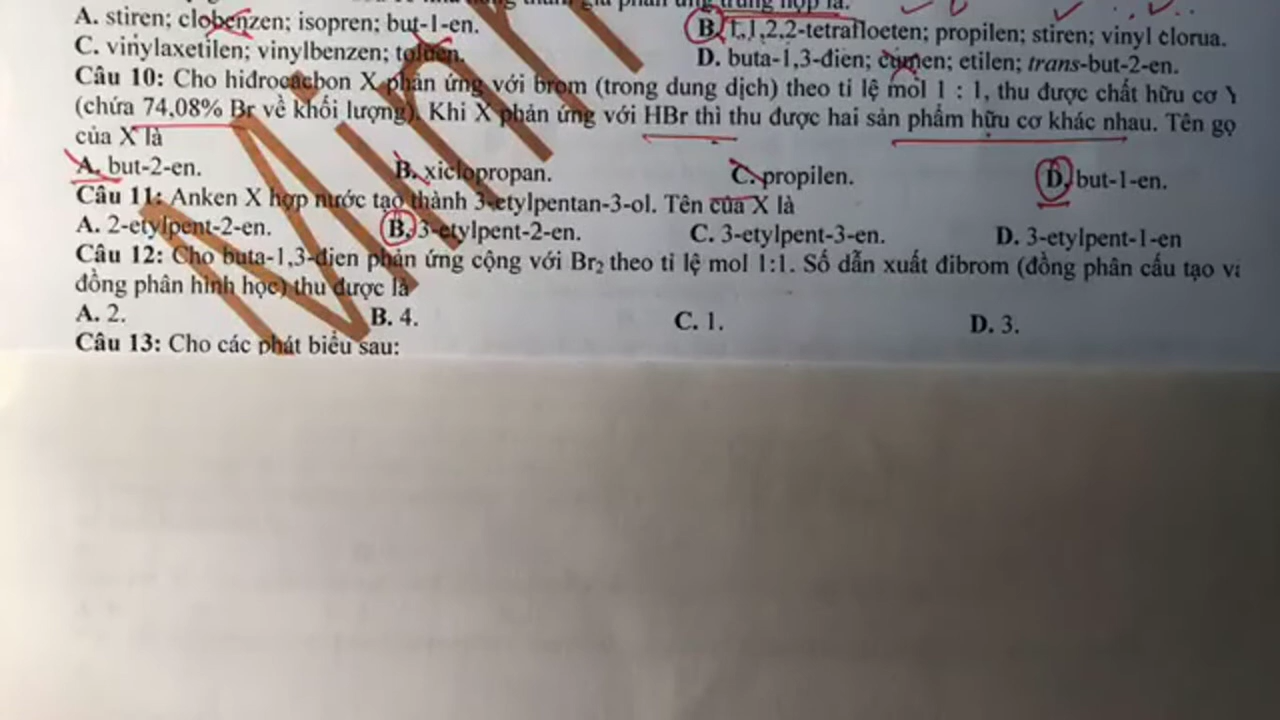 phản ứng trùng hợp là:
A. stiren; clobenzen; isopren; but-1-en.
B. 1,1,2,2-tetrafloeten; propilen; stiren; vinyl clorua.
C. vinylaxetilen; vinylbenzen; toluen.
D. buta-1,3-đien; cumen; etilen; trans-but-2-en.
Câu 10: Cho hiđrocacbon X phản ứng với brom (trong dung dịch) theo tỉ lệ mol 1 : 1, thu được chất hữu cơ Y
(chứa 74,08% Br về khối lượng). Khi X phản ứng với HBr thì thu được hai sản phẩm hữu cơ khác nhau. Tên gọ
của X là
A. but-2-en.
B. xiclopropan.
C. propilen.
D. but-1-en.
Câu 11: Anken X hợp nước tạo thành 3-etylpentan-3-ol. Tên của X là
A. 2-etylpent-2-en.
B. 3-etylpent-2-en.
C. 3-etylpent-3-en.
D. 3-etylpent-1-en
Câu 12: Cho buta-1,3-đien phản ứng cộng với Br2 theo tỉ lệ mol 1:1. Số dẫn xuất đibrom (đồng phân cấu tạo và
đồng phân hình học) thu được là
A. 2.
B. 4.
C. 1.
D. 3.
Câu 13: Cho các phát biểu sau: